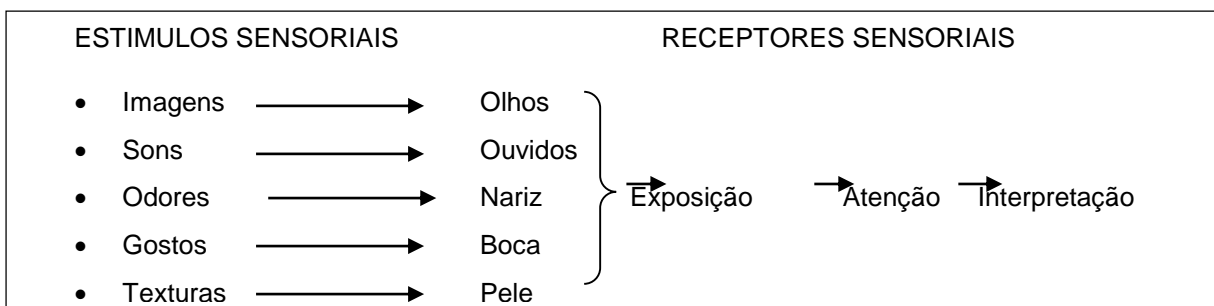 ESTIMULOS SENSORIAIS RECEPTORES SENSORIAIS
• Imagens Olhos
• Sons Ouvidos
• Odores Nariz Exposição Atenção Interpretação
• Gostos Boca
• Texturas Pele